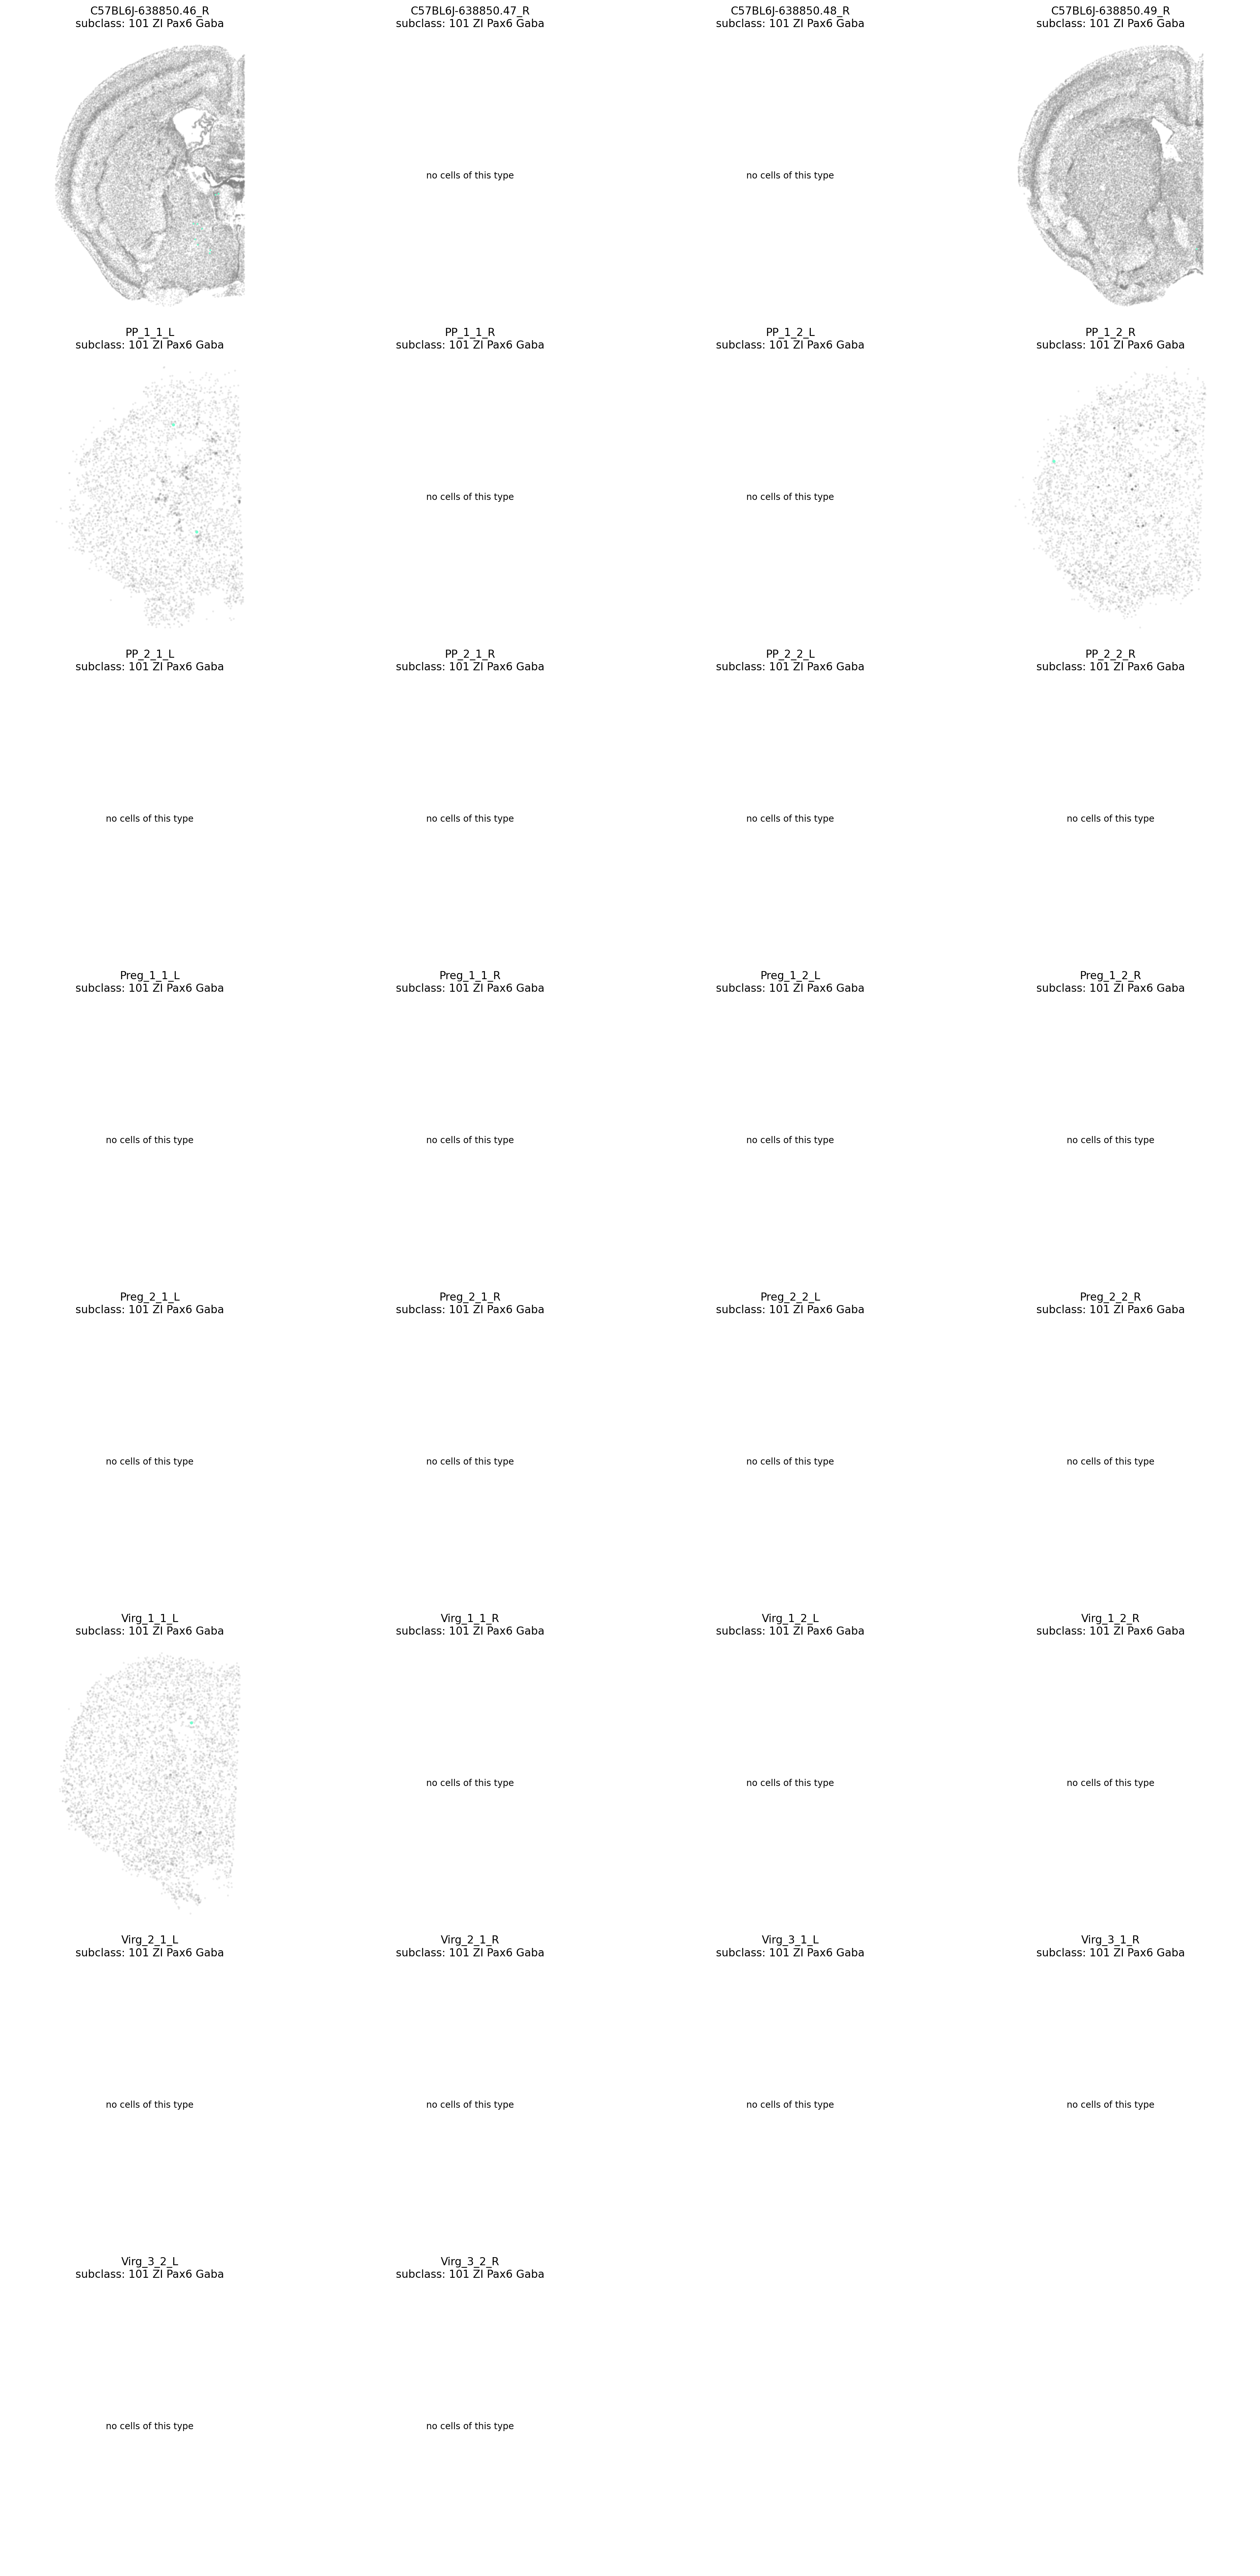 C57BL6J-638850.46_R
subclass: 101 ZI Pax6 Gaba
C57BL6J-638850.47_R
subclass: 101 ZI Pax6 Gaba
C57BL6J-638850.48_R
subclass: 101 ZI Pax6 Gaba
C57BL6J-638850.49_R
subclass: 101 ZI Pax6 Gaba
no cells of this type
no cells of this type
PP_1_1_L
subclass: 101 ZI Pax6 Gaba
PP_1_1_R
subclass: 101 ZI Pax6 Gaba
PP_1_2_L
subclass: 101 ZI Pax6 Gaba
PP_1_2_R
subclass: 101 ZI Pax6 Gaba
no cells of this type
no cells of this type
PP_2_1_L
subclass: 101 ZI Pax6 Gaba
PP_2_1_R
subclass: 101 ZI Pax6 Gaba
PP_2_2_L
subclass: 101 ZI Pax6 Gaba
PP_2_2_R
subclass: 101 ZI Pax6 Gaba
no cells of this type
no cells of this type
no cells of this type
no cells of this type
Preg_1_1_L
subclass: 101 ZI Pax6 Gaba
Preg_1_1_R
subclass: 101 ZI Pax6 Gaba
Preg_1_2_L
subclass: 101 ZI Pax6 Gaba
Preg_1_2_R
subclass: 101 ZI Pax6 Gaba
no cells of this type
no cells of this type
no cells of this type
no cells of this type
Preg_2_1_L
subclass: 101 ZI Pax6 Gaba
Preg_2_1_R
subclass: 101 ZI Pax6 Gaba
Preg_2_2_L
subclass: 101 ZI Pax6 Gaba
Preg_2_2_R
subclass: 101 ZI Pax6 Gaba
no cells of this type
no cells of this type
no cells of this type
no cells of this type
Virg_1_1_L
subclass: 101 ZI Pax6 Gaba
Virg_1_1_R
subclass: 101 ZI Pax6 Gaba
Virg_1_2_L
subclass: 101 ZI Pax6 Gaba
Virg_1_2_R
subclass: 101 ZI Pax6 Gaba
no cells of this type
no cells of this type
no cells of this type
Virg_2_1_L
subclass: 101 ZI Pax6 Gaba
Virg_2_1_R
subclass: 101 ZI Pax6 Gaba
Virg_3_1_L
subclass: 101 ZI Pax6 Gaba
Virg_3_1_R
subclass: 101 ZI Pax6 Gaba
no cells of this type
no cells of this type
no cells of this type
no cells of this type
Virg_3_2_L
subclass: 101 ZI Pax6 Gaba
Virg_3_2_R
subclass: 101 ZI Pax6 Gaba
no cells of this type
no cells of this type